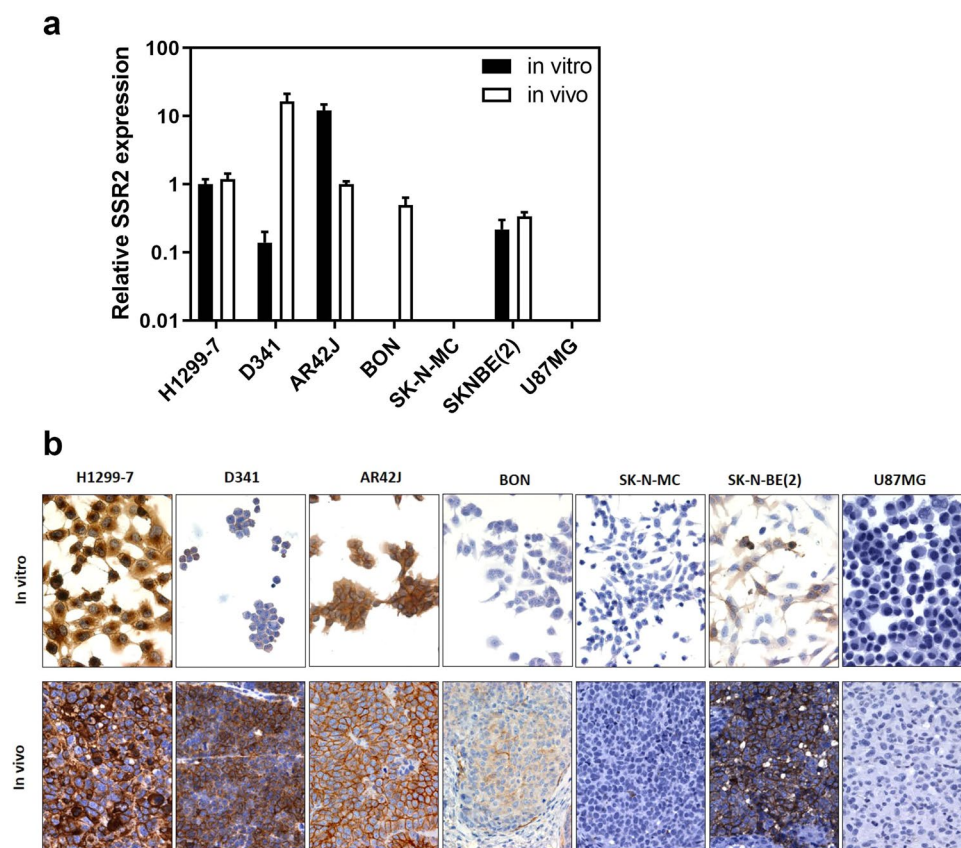 a
Relative SSR2 expression
100
10
1
0.1
0.01
in vitro
in vivo
H1299-7
D341
AR42J
BON
SK-N-MC
SKNBE(2)
U87MG
b
H1299-7 D341 AR42J BON SK-N-MC SK-N-BE(2) U87MG
In vitro
In vivo